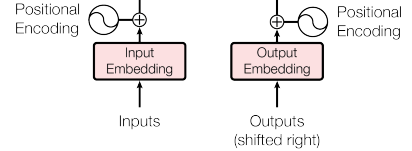 Positional
Encoding
Input
Embedding
Inputs
Output
Embedding
Outputs
(shifted right)
Positional
Encoding